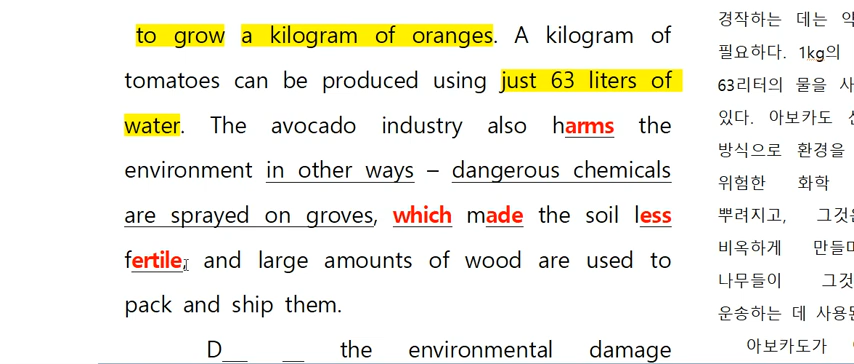 to grow a kilogram of oranges. A kilogram of
tomatoes can be produced using just 63 liters of
water. The avocado industry also harms the
environment in other ways – dangerous chemicals
are sprayed on groves, which made the soil less
fertile, and large amounts of wood are used to
pack and ship them.
D__ __ the environmental damage
경작하는 데는 약
필요하다. 1kg의
63리터의 물을 사
있다. 아보카도 산
방식으로 환경을
위험한 화학
뿌려지고, 그것은
비옥하게 만들며
나무들이 그것
운송하는 데 사용된
아보카도가